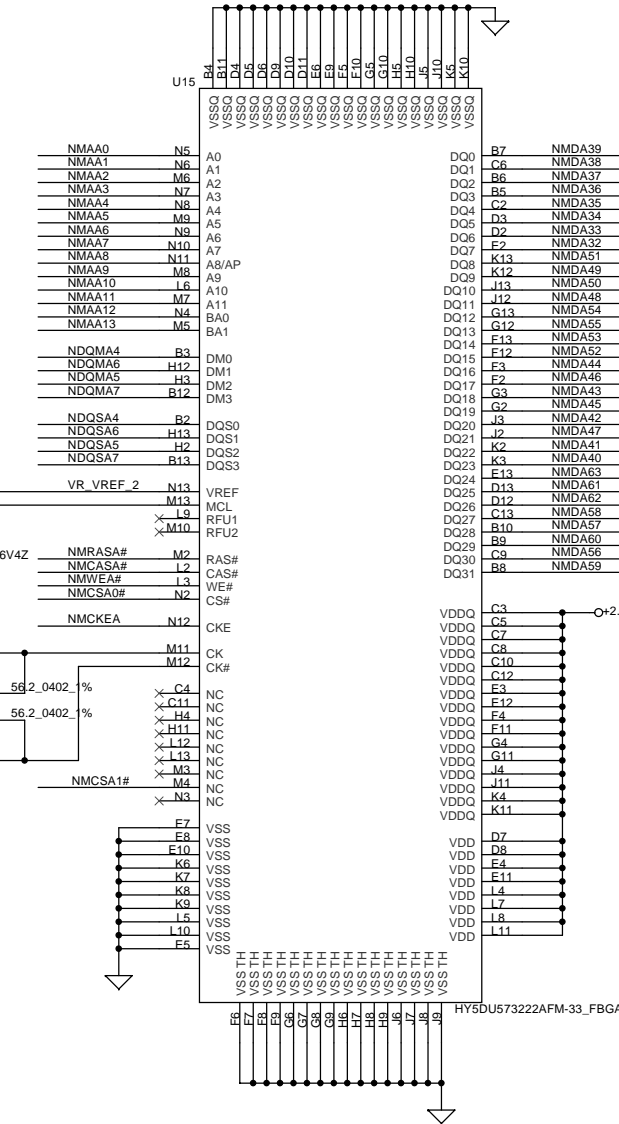 B4 B11 D4 D5 D6 D9 D10 D11 E6 E9 F5 F10 G5 G10 H5 H10 J5 J10 K5 K10
U15
VSSQ VSSQ VSSQ VSSQ VSSQ VSSQ VSSQ VSSQ VSSQ VSSQ VSSQ VSSQ VSSQ VSSQ VSSQ VSSQ VSSQ VSSQ VSSQ VSSQ
NMAA0 N5 A0 DQ0 B7 NMDA39
NMAA1 N6 A1 DQ1 C6 NMDA38
NMAA2 M6 A2 DQ2 B6 NMDA37
NMAA3 N7 A3 DQ3 B5 NMDA36
NMAA4 N8 A4 DQ4 C2 NMDA35
NMAA5 M9 A5 DQ5 D3 NMDA34
NMAA6 N9 A6 DQ6 D2 NMDA33
NMAA7 N10 A7 DQ7 E2 NMDA32
NMAA8 N11 A8/AP DQ8 K13 NMDA51
NMAA9 M8 A9 DQ9 K12 NMDA49
NMAA10 L6 A10 DQ10 J13 NMDA50
NMAA11 M7 A11 DQ11 J12 NMDA48
NMAA12 N4 BA0 DQ12 G13 NMDA54
NMAA13 M5 BA1 DQ13 G12 NMDA55
DQ14 F13 NMDA53
NDQMA4 B3 DM0 DQ15 F12 NMDA52
NDQMA6 H12 DM1 DQ16 F3 NMDA44
NDQMA5 H3 DM2 DQ17 F2 NMDA46
NDQMA7 B12 DM3 DQ18 G3 NMDA43
DQ19 G2 NMDA45
NDQSA4 B2 DQS0 DQ20 J3 NMDA42
NDQSA6 H13 DQS1 DQ21 J2 NMDA47
NDQSA5 H2 DQS2 DQ22 K2 NMDA41
NDQSA7 B13 DQS3 DQ23 K3 NMDA40
DQ24 E13 NMDA63
VR_VREF_2 N13 VREF DQ25 D13 NMDA61
M13 MCL DQ26 D12 NMDA62
L9 RFU1 DQ27 C13 NMDA58
M10 RFU2 DQ28 B10 NMDA57
DQ29 B9 NMDA60
6V4Z NMRASA# M2 RAS# DQ30 C9 NMDA56
NMCASA# L2 CAS# DQ31 B8 NMDA59
NMWEA# L3 WE#
NMCSA0# N2 CS#
VDDQ C3 +2.
NMCKEA N12 CKE VDDQ C5
VDDQ C7
M11 CK VDDQ C8
M12 CK# VDDQ C10
VDDQ C12
56.2_0402_1% C4 NC VDDQ E3
C11 NC VDDQ E12
56.2_0402_1% H4 NC VDDQ F4
H11 NC VDDQ F11
L12 NC VDDQ G4
L13 NC VDDQ G11
M3 NC VDDQ J4
NMCSA1# M4 NC VDDQ J11
N3 NC VDDQ K4
VDDQ K11
E7 VSS
E8 VSS VDD D7
E10 VSS VDD D8
K6 VSS VDD E4
K7 VSS VDD E11
K8 VSS VDD L4
K9 VSS VDD L7
L5 VSS VDD L8
L10 VSS VDD L11
E5 VSS
VSS TH VSS TH VSS TH VSS TH VSS TH VSS TH VSS TH VSS TH VSS TH VSS TH VSS TH VSS TH VSS TH VSS TH VSS TH VSS TH
HY5DU573222AFM-33_FBGA
F6 F7 F8 F9 G6 G7 G8 G9 H6 H7 H8 H9 J6 J7 J8 J9